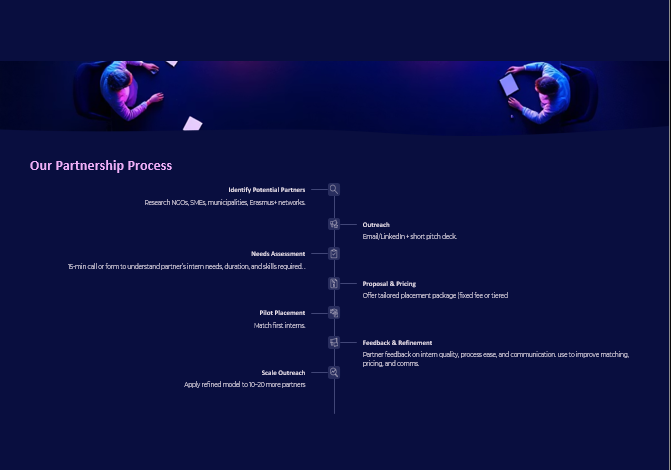 Our Partnership Process
Identify Potential Partners
Research NGOs, SMEs, municipalities, Erasmus+ networks.
Outreach
Email/LinkedIn + short pitch deck.
Needs Assessment
15-min call or form to understand partner's intern needs, duration, and skills required. .
Proposal & Pricing
Offer tailored placement package (fixed fee or tiered
Pilot Placement
Match first interns.
Feedback & Refinement
Partner feedback on intern quality, process ease, and communication. use to improve matching,
pricing, and comms.
Scale Outreach
Apply refined model to 10–20 more partners